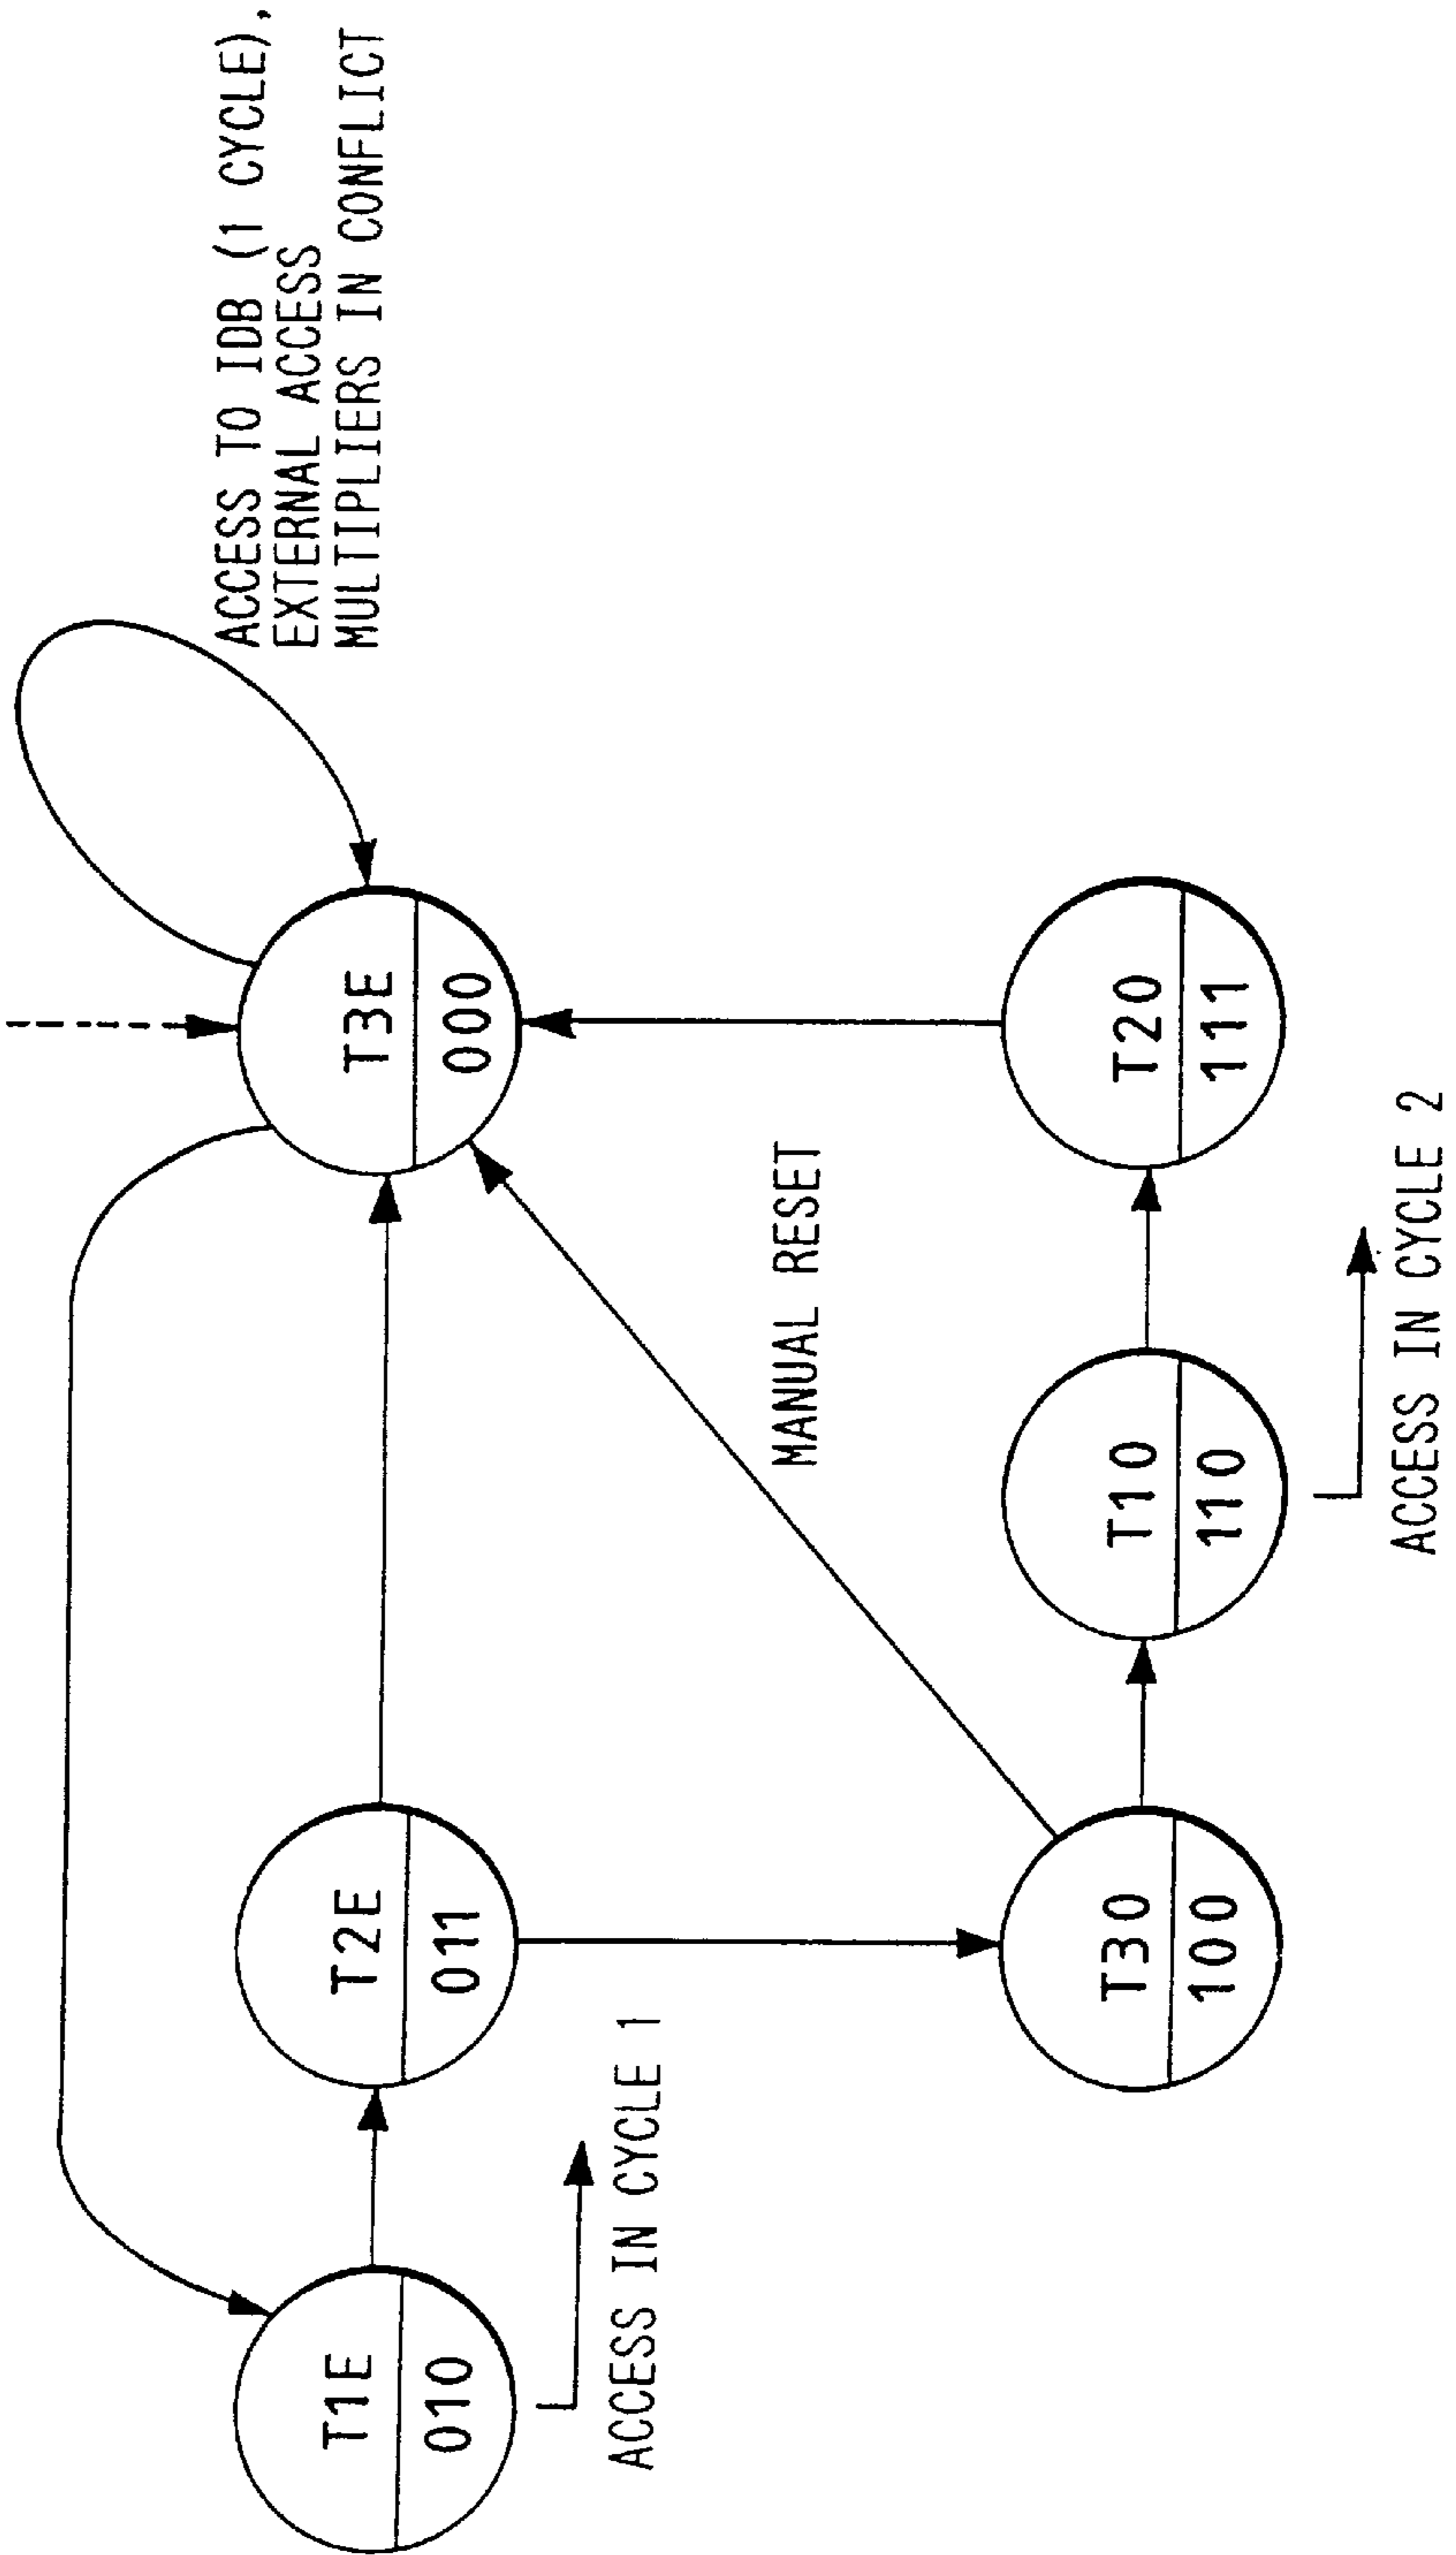 ACCESS TO IDB (1 CYCLE),
EXTERNAL ACCESS
MULTIPLIERS IN CONFLICT
T1E
010
T2E
011
T3E
000
ACCESS IN CYCLE 1
MANUAL RESET
T30
100
T10
110
T20
111
ACCESS IN CYCLE 2